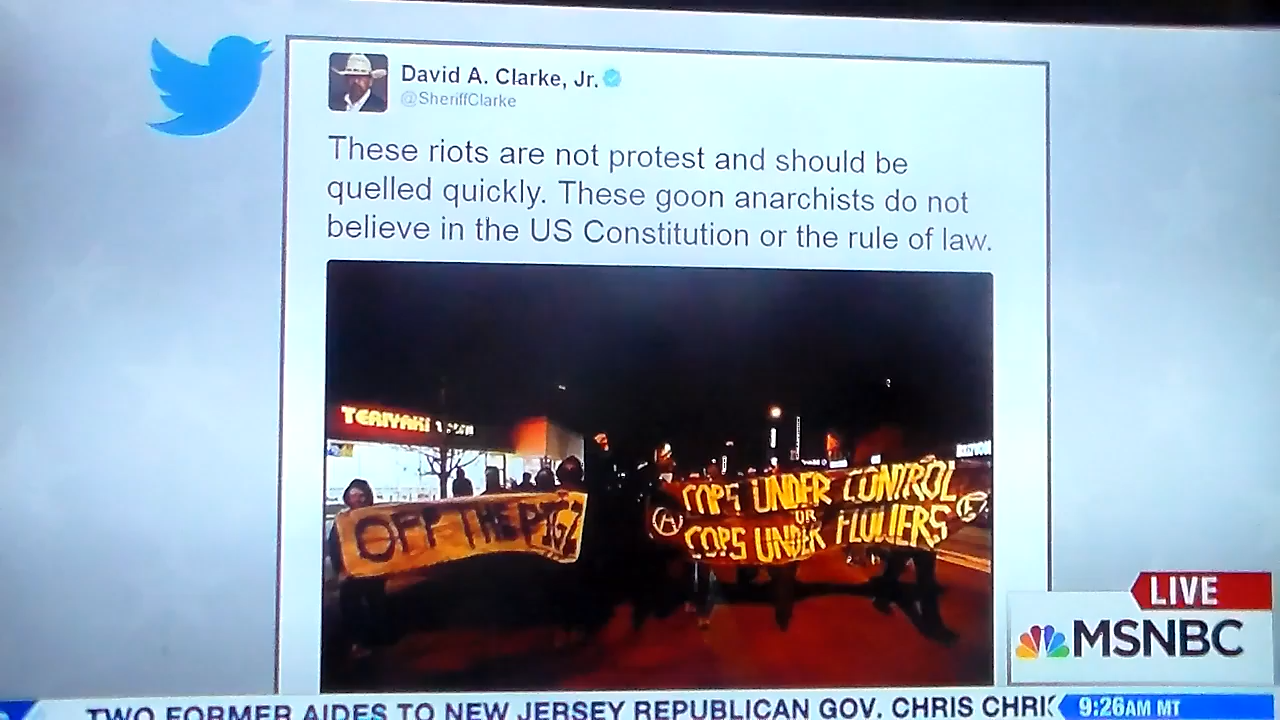 David A. Clarke, Jr.
@SheriffClarke
These riots are not protest and should be
quelled quickly. These goon anarchists do not
believe in the US Constitution or the rule of law.
TERIYAKI
OFF THE PIGZ
COPS UNDER CONTROL
OR
COPS UNDER FLOWERS
LIVE
MSNBC
TWO FORMER AIDES TO NEW JERSEY REPUBLICAN GOV. CHRIS CHRI
9:26AM MT